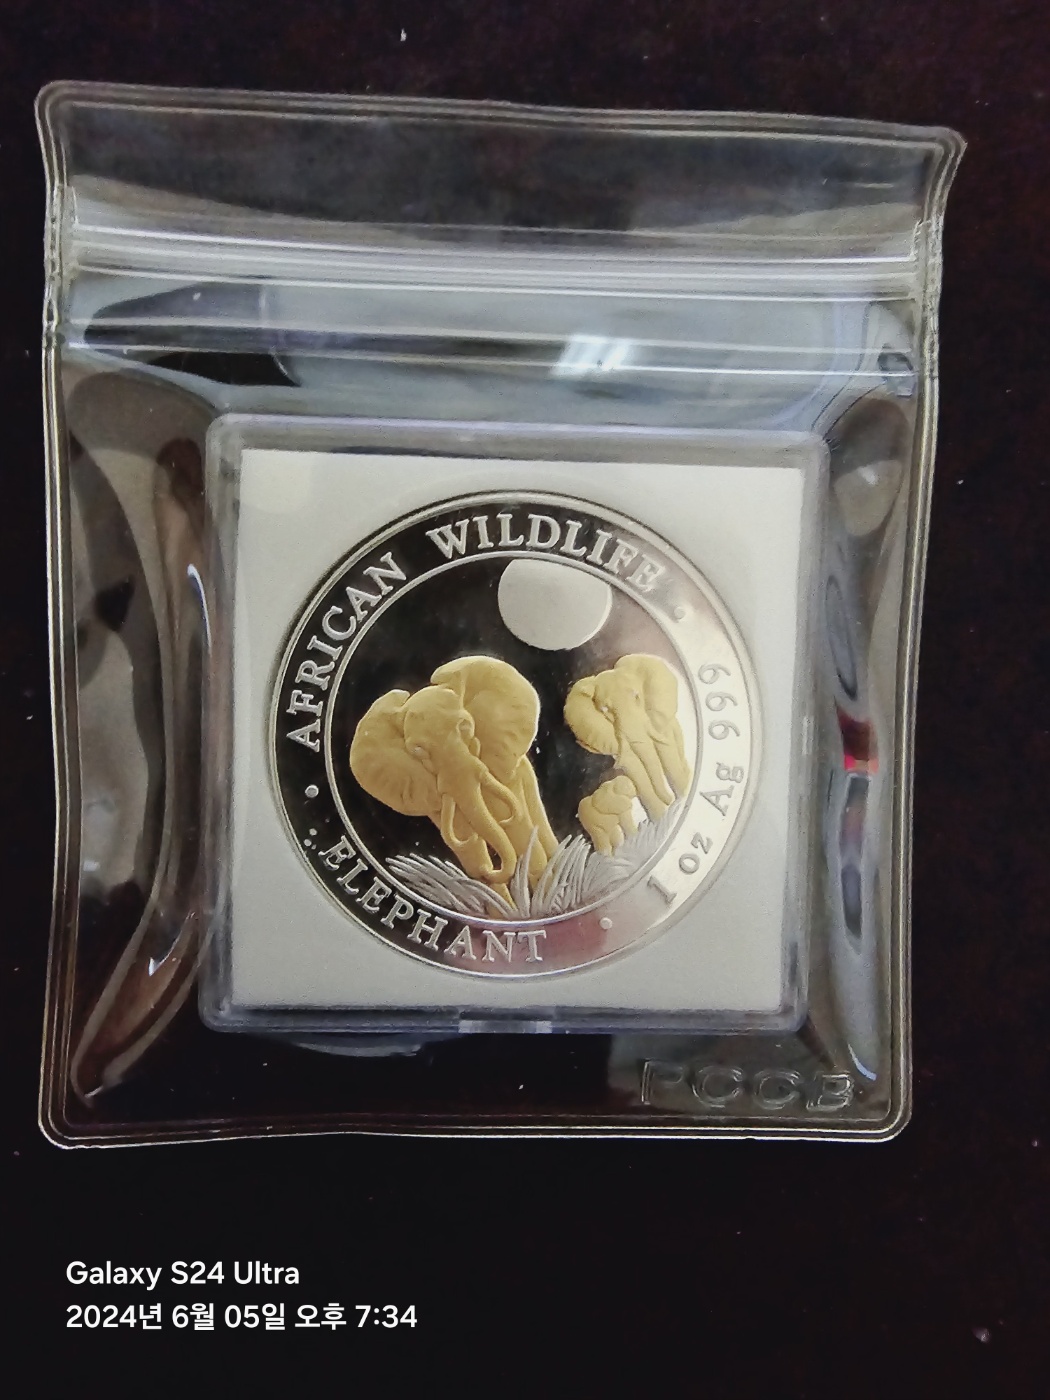 AFRICAN WILDLIFE
1 oz Ag 999
ELEPHANT
PCCB
Galaxy S24 Ultra
2024년 6월 05일 오후 7:34